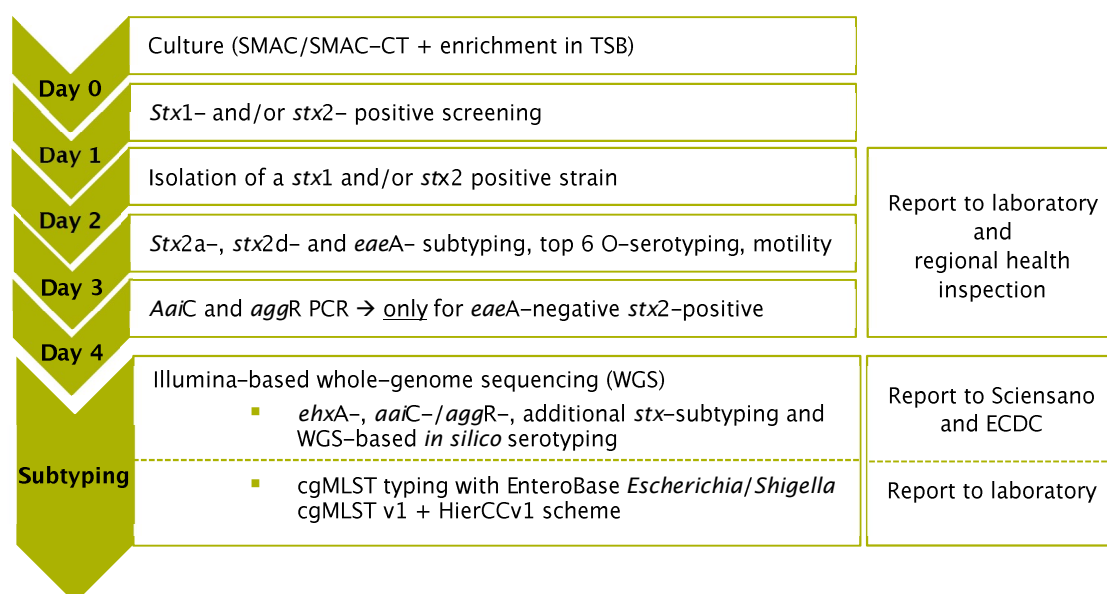 Culture (SMAC/SMAC-CT + enrichment in TSB)
Day 0
Stx1- and/or stx2- positive screening
Day 1
Isolation of a stx1 and/or stx2 positive strain
Day 2
Stx2a-, stx2d- and eaeA- subtyping, top 6 O-serotyping, motility
Day 3
AaiC and aggR PCR → only for eaeA-negative stx2-positive
Day 4
Report to laboratory
and
regional health
inspection
Illumina-based whole-genome sequencing (WGS)
▪ ehxA-, aaiC-/aggR-, additional stx-subtyping and
WGS-based in silico serotyping
Report to Sciensano
and ECDC
Subtyping
▪ cgMLST typing with EnteroBase Escherichia/Shigella
cgMLST v1 + HierCCv1 scheme
Report to laboratory